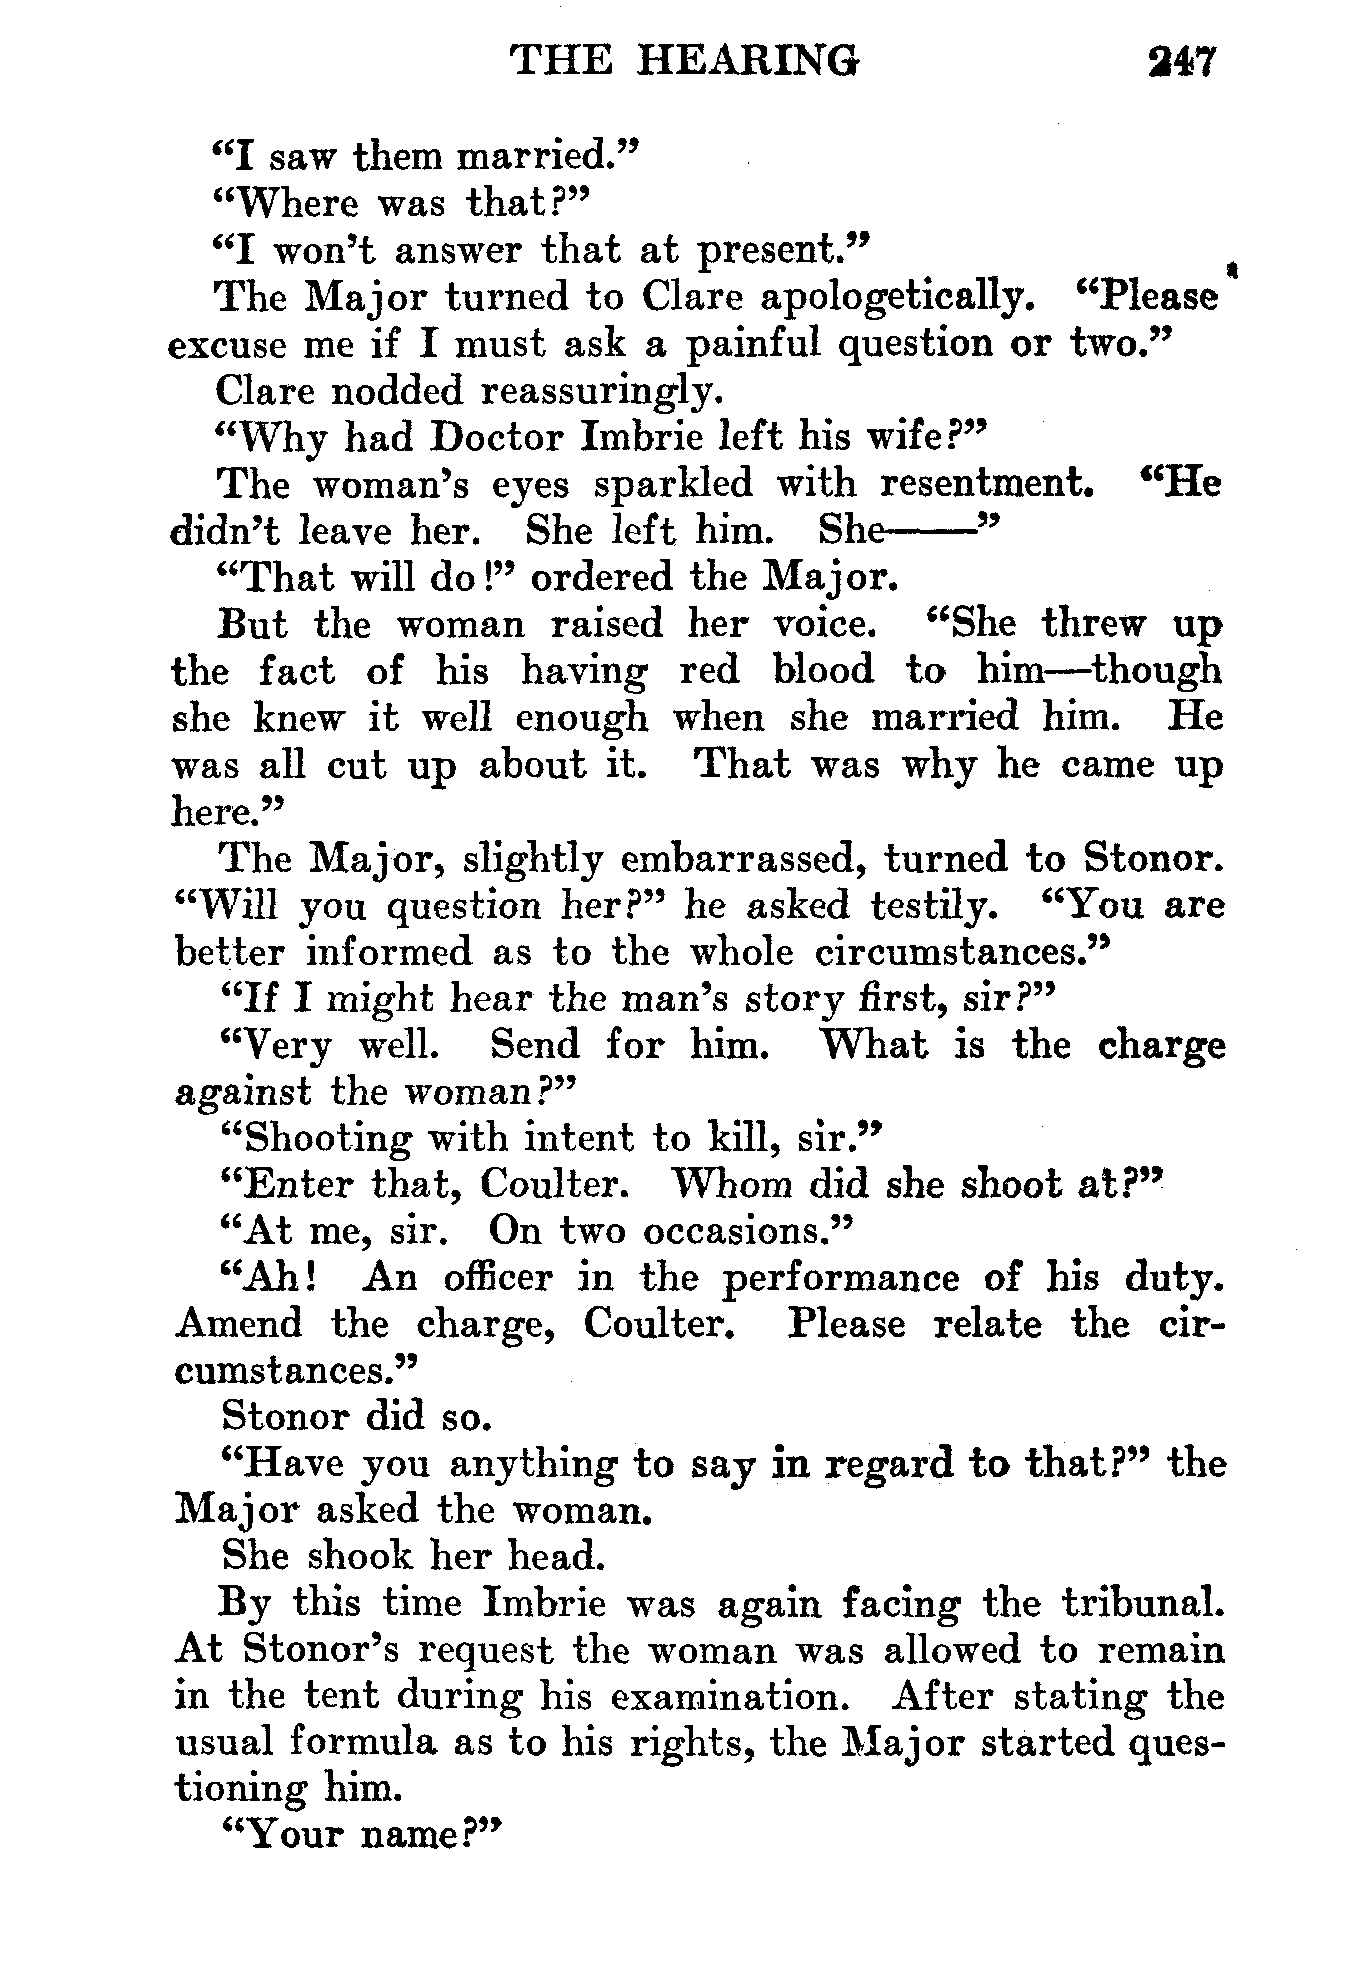 THE HEARING 247
“I saw them married.”
“Where was that?”
“I won’t answer that at present.”
The Major turned to Clare apologetically. “Please
excuse me if I must ask a painful question or two.”
Clare nodded reassuringly.
“Why had Doctor Imbrie left his wife?”
The woman’s eyes sparkled with resentment. “He
didn’t leave her. She left him. She——”
“That will do!” ordered the Major.
But the woman raised her voice. “She threw up
the fact of his having red blood to him—though
she knew it well enough when she married him. He
was all cut up about it. That was why he came up
here.”
The Major, slightly embarrassed, turned to Stonor.
“Will you question her?” he asked testily. “You are
better informed as to the whole circumstances.”
“If I might hear the man’s story first, sir?”
“Very well. Send for him. What is the charge
against the woman?”
“Shooting with intent to kill, sir.”
“Enter that, Coulter. Whom did she shoot at?”
“At me, sir. On two occasions.”
“Ah! An officer in the performance of his duty.
Amend the charge, Coulter. Please relate the cir-
cumstances.”
Stonor did so.
“Have you anything to say in regard to that?” the
Major asked the woman.
She shook her head.
By this time Imbrie was again facing the tribunal.
At Stonor’s request the woman was allowed to remain
in the tent during his examination. After stating the
usual formula as to his rights, the Major started ques-
tioning him.
“Your name?”